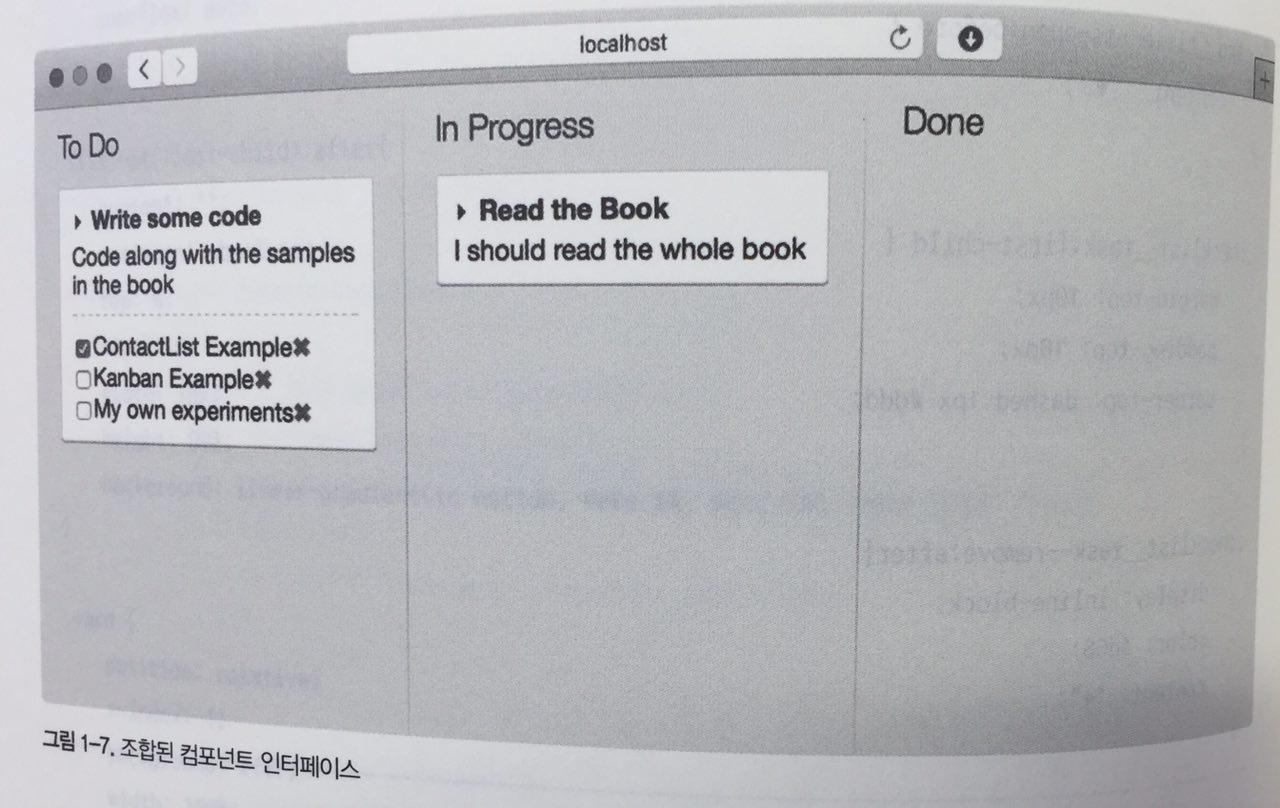 localhost
To Do
Write some code
Code along with the samples
in the book
ContactList Example✖
Kanban Example✖
My own experiments✖
In Progress
Read the Book
I should read the whole book
Done
그림 1-7. 조합된 컴포넌트 인터페이스